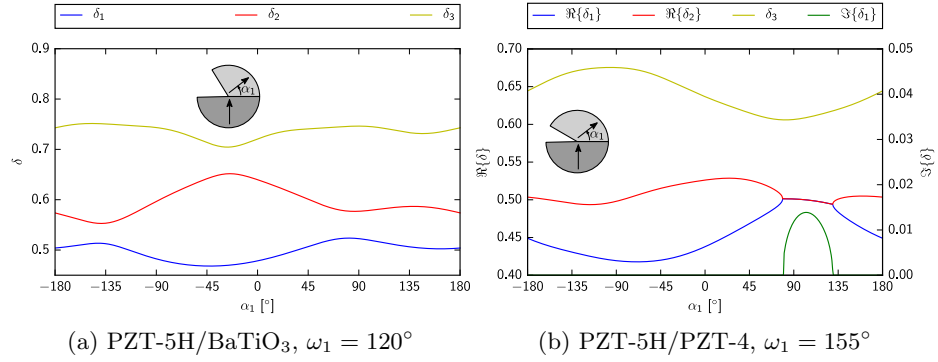 δ₁ δ₂ δ₃
0.9
0.8
0.7
0.6
0.5
δ
α₁
−180 −135 −90 −45 0 45 90 135 180
α₁ [°]
(a) PZT-5H/BaTiO₃, ω₁ = 120°
ℜ{δ₁} ℜ{δ₂} δ₃ ℑ{δ₁}
0.70 0.05
0.65
0.04
0.60
0.03
0.55
0.50
0.02
0.45
0.01
0.40 0.00
ℜ{δ}
ℑ{δ}
α₁
−180 −135 −90 −45 0 45 90 135 180
α₁ [°]
(b) PZT-5H/PZT-4, ω₁ = 155°